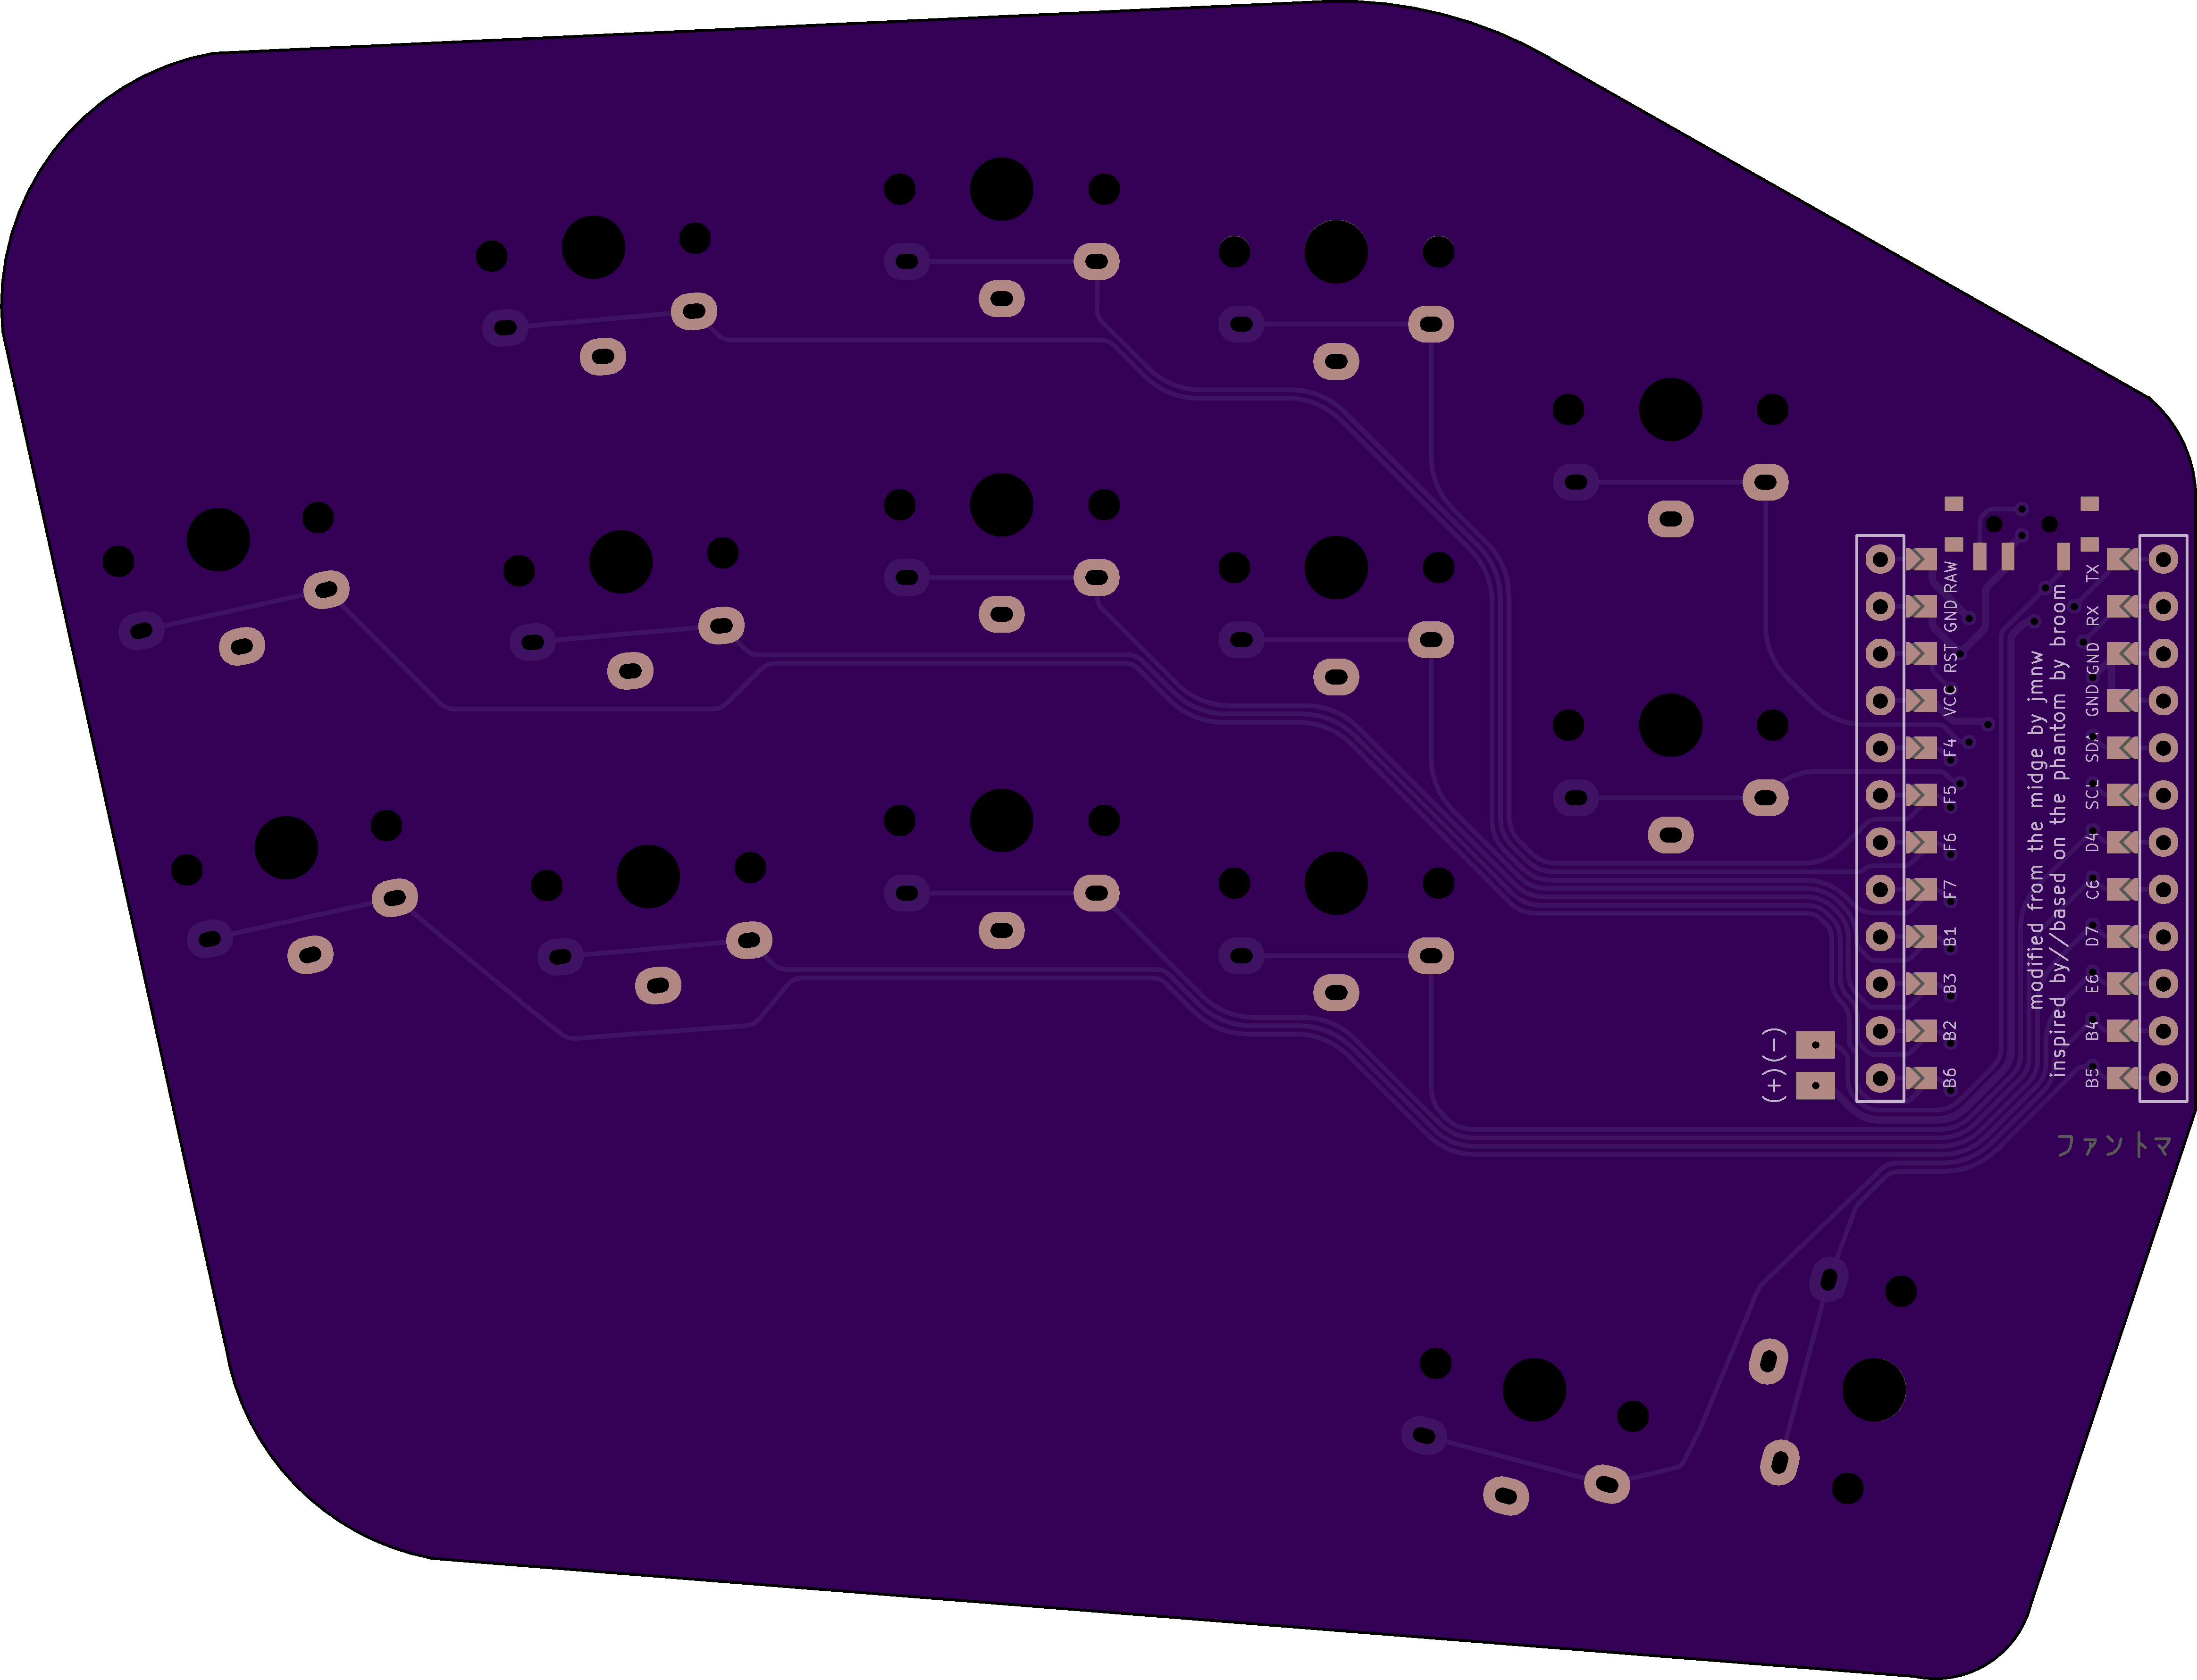 RAW
GND
RST
VCC
F4
F5
F6
F7
B1
B3
B2
B6
modified from the midge by jmnw
inspired by//based on the phantom by broom
TX
RX
GND
GND
SDA
SCL
D4
C6
D7
E6
B4
B5
(-)
(+)
ファントマ